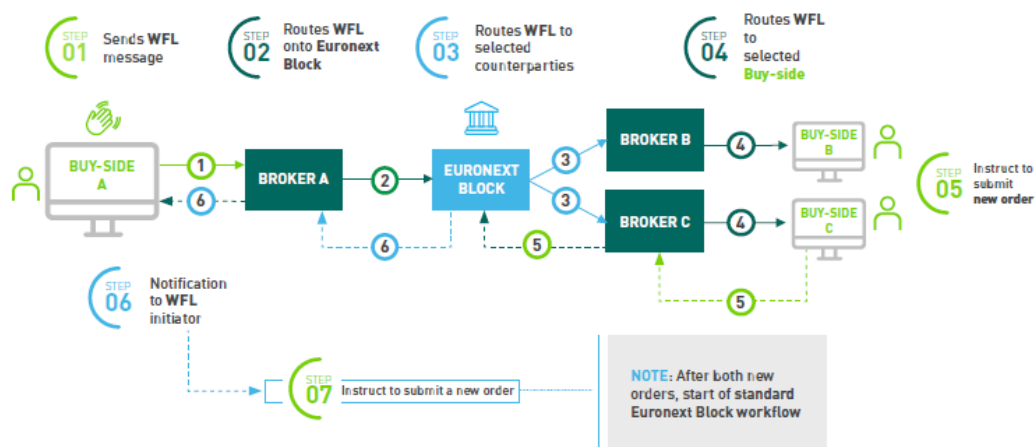 STEP
01
Sends WFL
message
STEP
02
Routes WFL
onto Euronext
Block
STEP
03
Routes WFL to
selected
counterparties
STEP
04
Routes WFL
to
selected
Buy-side
BUY-SIDE
A
1
6
BROKER A
2
EURONEXT
BLOCK
3
3
BROKER B
4
BUY-SIDE
B
BROKER C
4
BUY-SIDE
C
STEP
05
Instruct to
submit
new order
6
5
5
STEP
06
Notification
to WFL
initiator
STEP
07
Instruct to submit a new order
NOTE: After both new
orders, start of standard
Euronext Block workflow